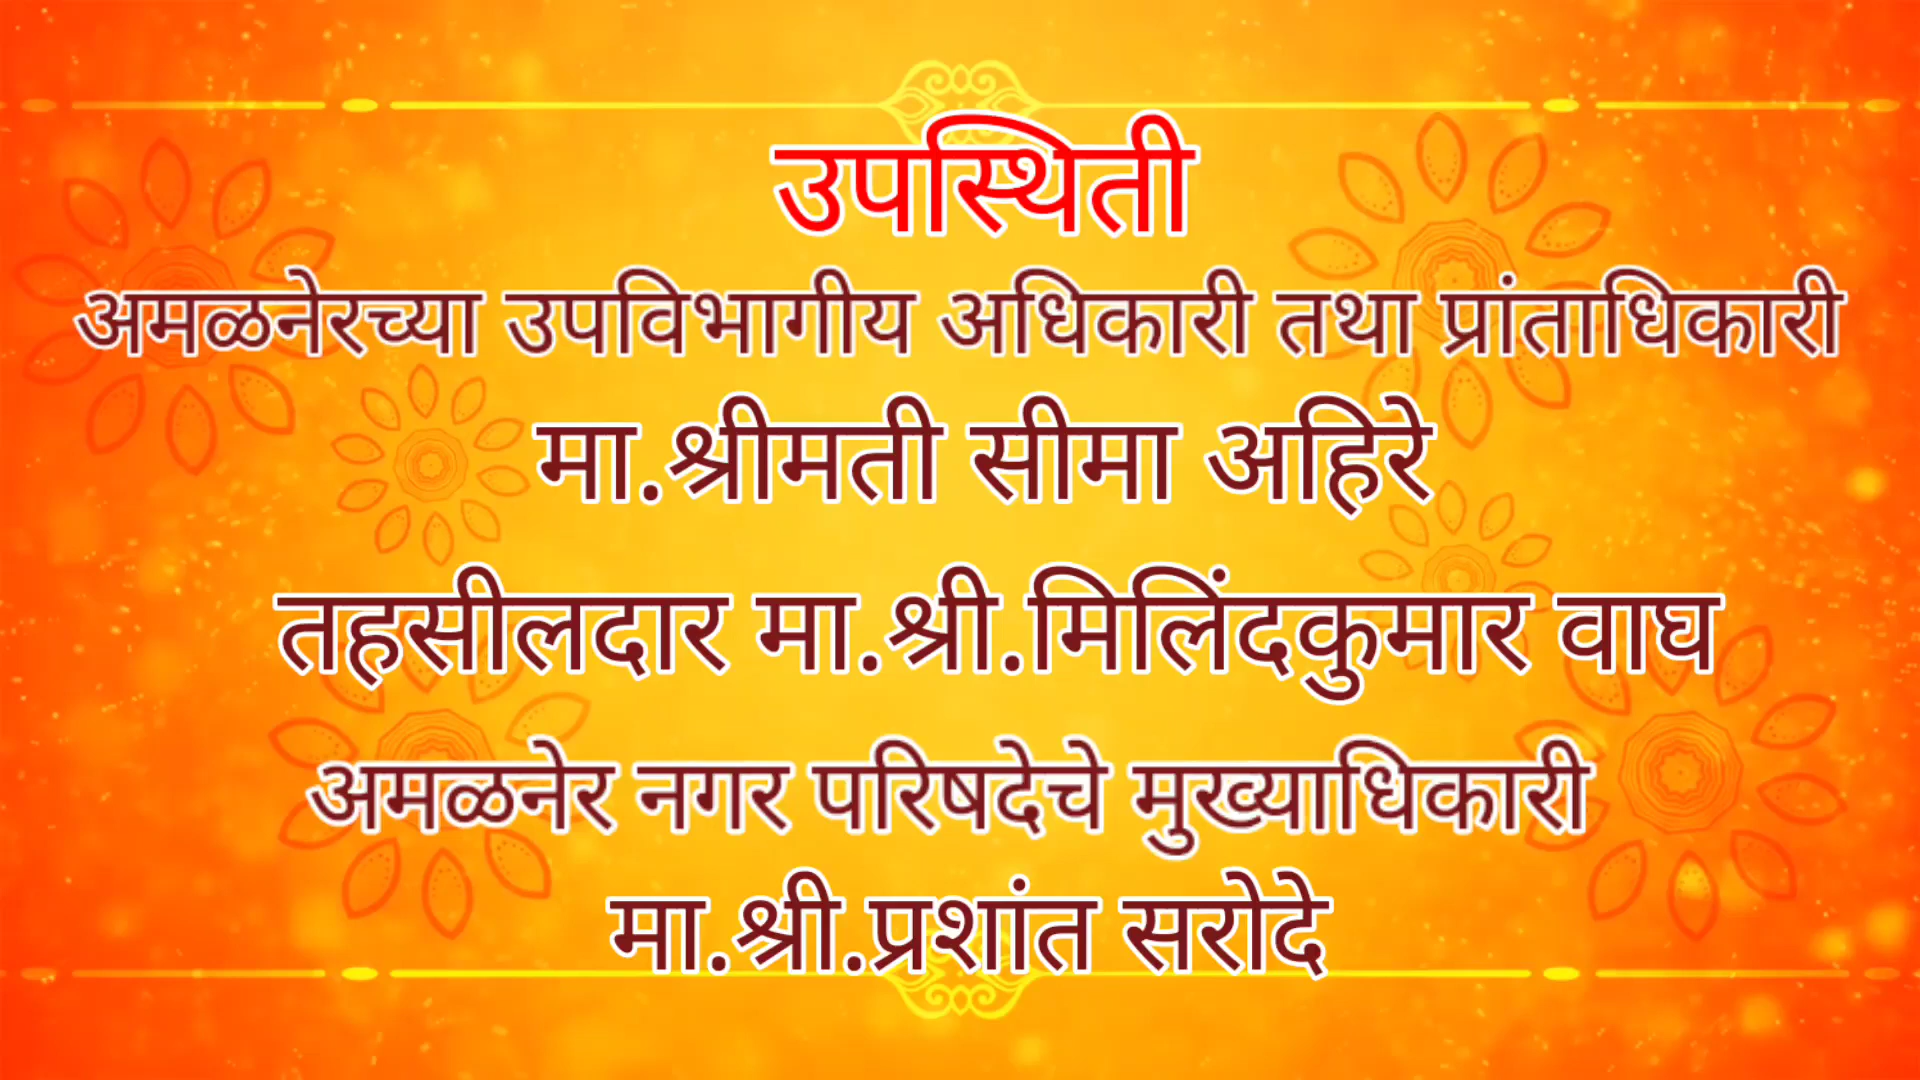 उपस्थिती
अमळनेरच्या उपविभागीय अधिकारी तथा प्रांताधिकारी
मा.श्रीमती सीमा अहिरे
तहसीलदार मा.श्री.मिलिंदकुमार वाघ
अमळनेर नगर परिषदेचे मुख्याधिकारी
मा.श्री.प्रशांत सरोदे